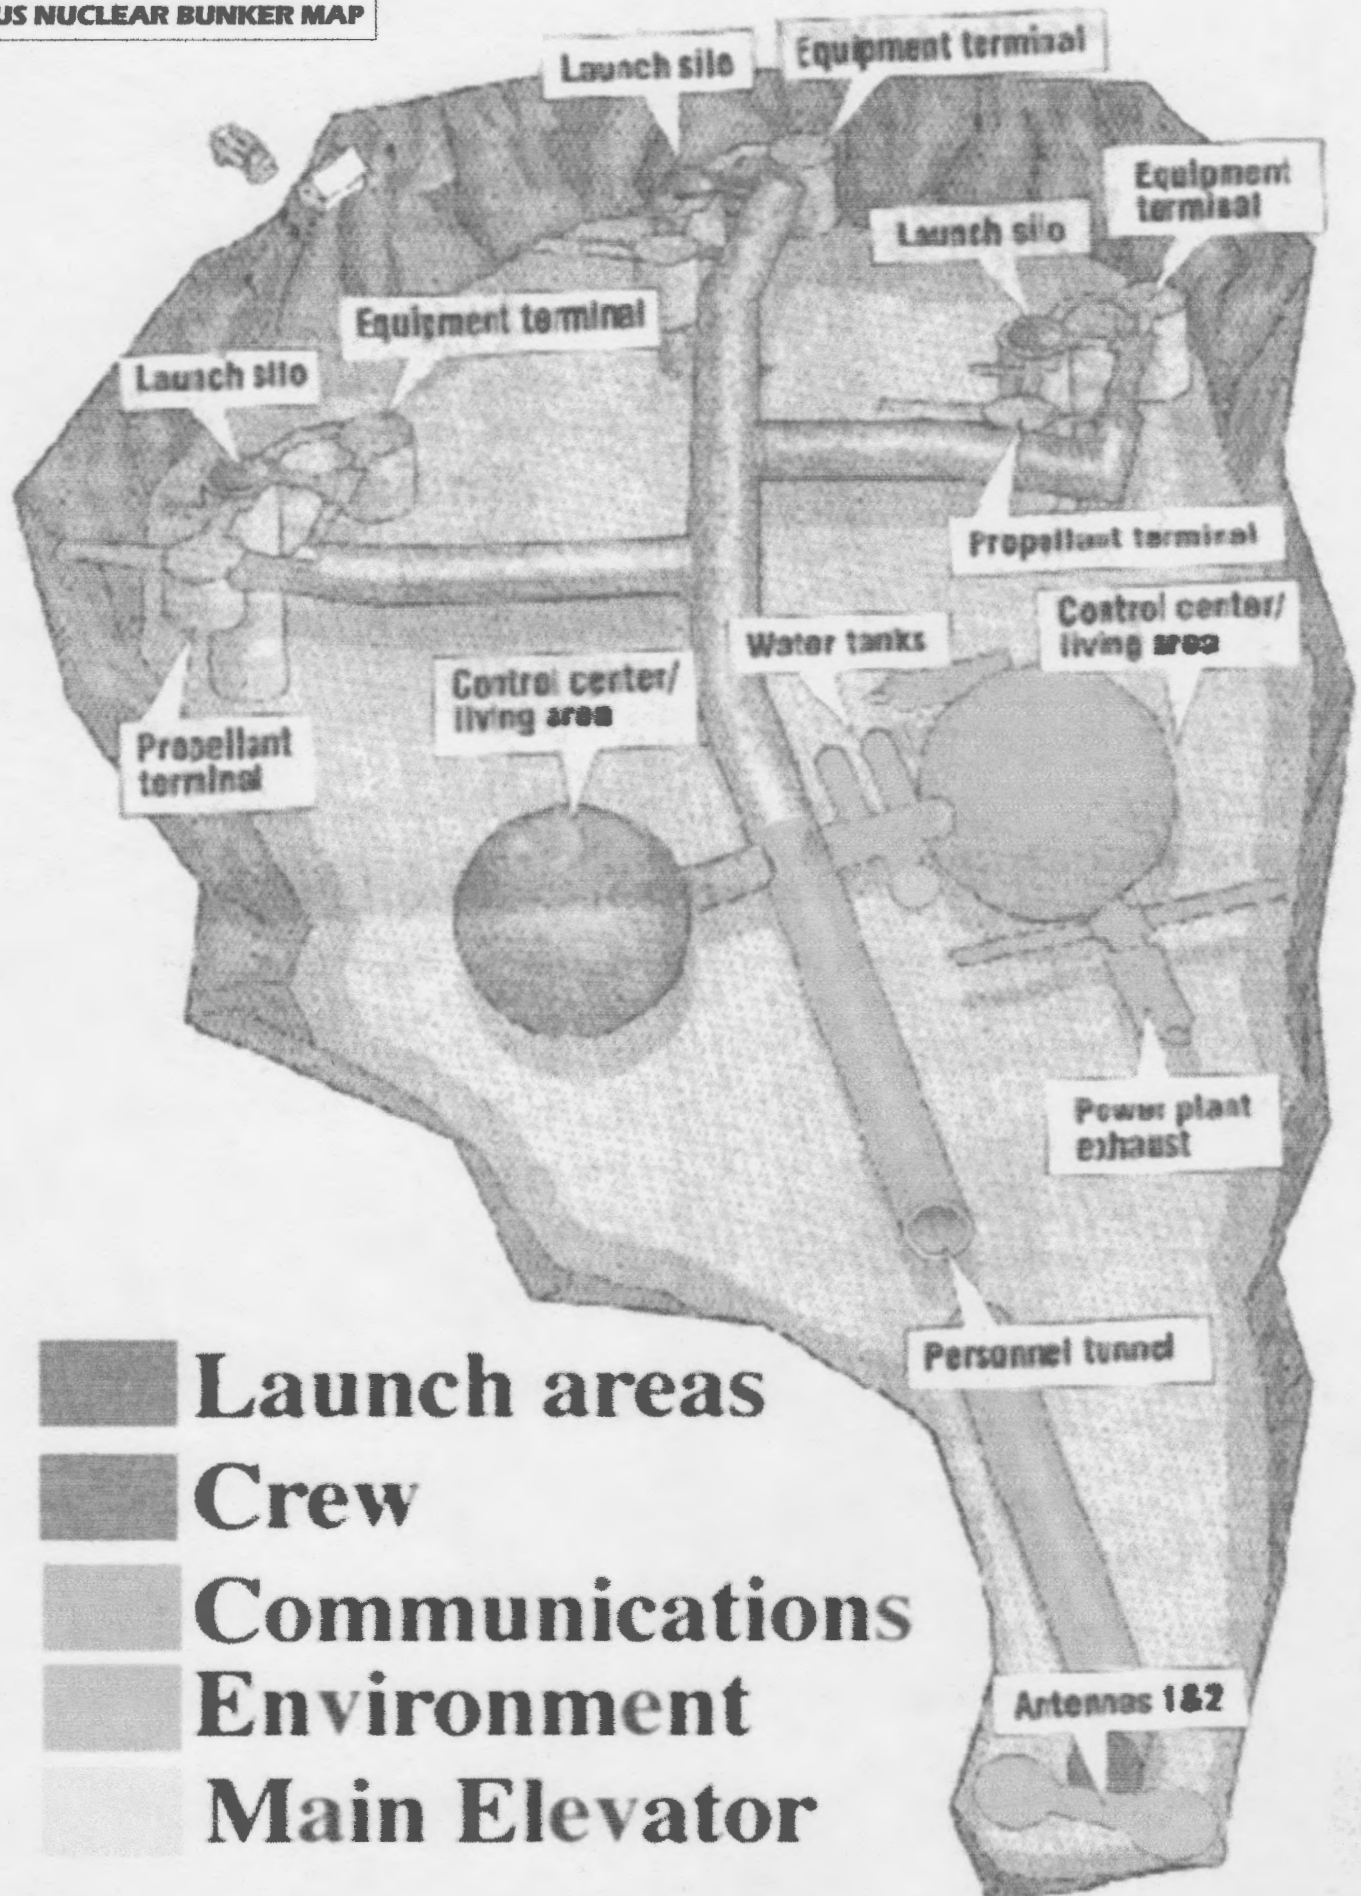 US NUCLEAR BUNKER MAP
Launch silo
Equipment terminal
Equipment
terminal
Launch silo
Equipment terminal
Launch silo
Propellant terminal
Control center/
living area
Water tanks
Control center/
living area
Propellant
terminal
Power plant
exhaust
Personnel tunnel
Launch areas
Crew
Communications
Environment
Main Elevator
Antennas 1&2